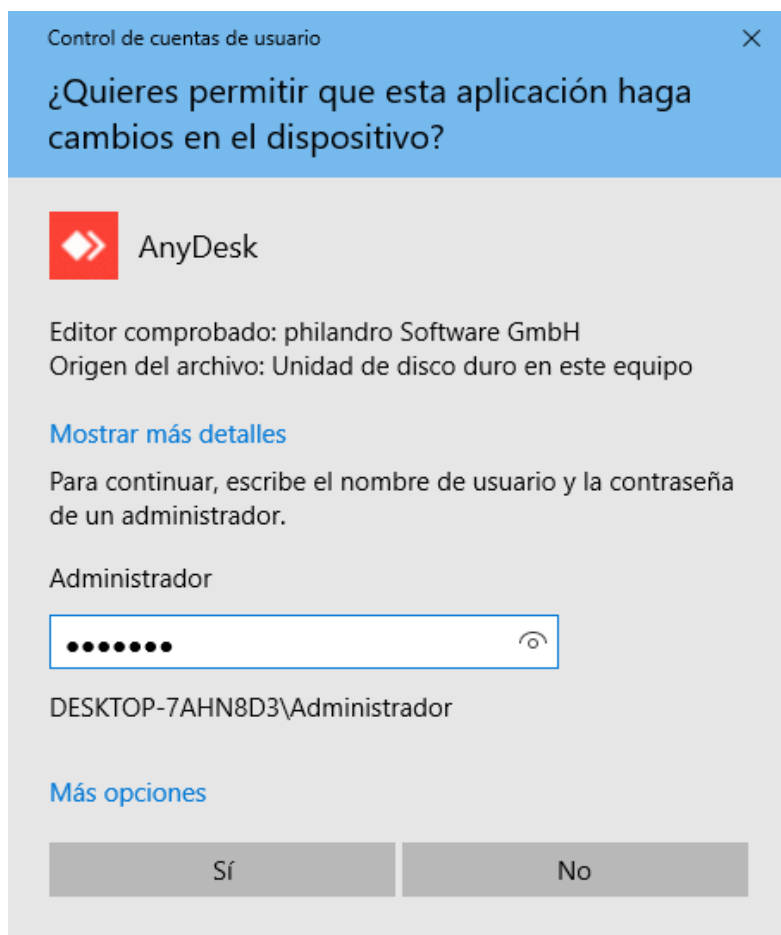 Control de cuentas de usuario
¿Quieres permitir que esta aplicación haga
cambios en el dispositivo?
AnyDesk
Editor comprobado: philandro Software GmbH
Origen del archivo: Unidad de disco duro en este equipo
Mostrar más detalles
Para continuar, escribe el nombre de usuario y la contraseña
de un administrador.
Administrador
•••••••
DESKTOP-7AHN8D3\Administrador
Más opciones
Sí
No